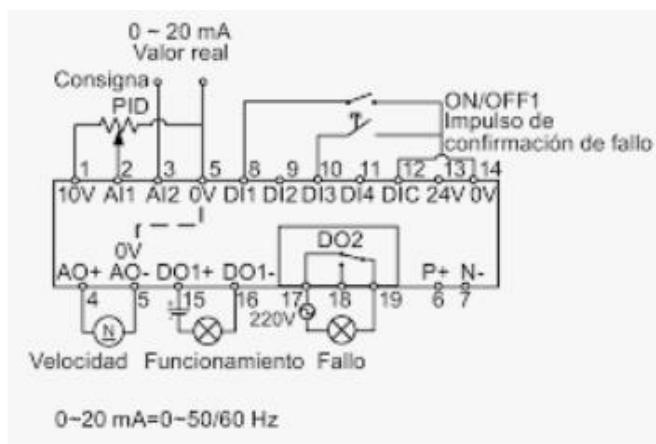 0 ~ 20 mA
Valor real
Consigna
PID
ON/OFF1
Impulso de
confirmación de fallo
1 2 3 5 8 9 10 11 12 13 14
10V AI1 AI2 0V DI1 DI2 DI3 DI4 DIC 24V 0V
0V
DO2
AO+ AO- DO1+ DO1- P+ N-
4 5 15 16 17 18 19 6 7
220V
N
Velocidad Funcionamiento Fallo
0~20 mA=0~50/60 Hz